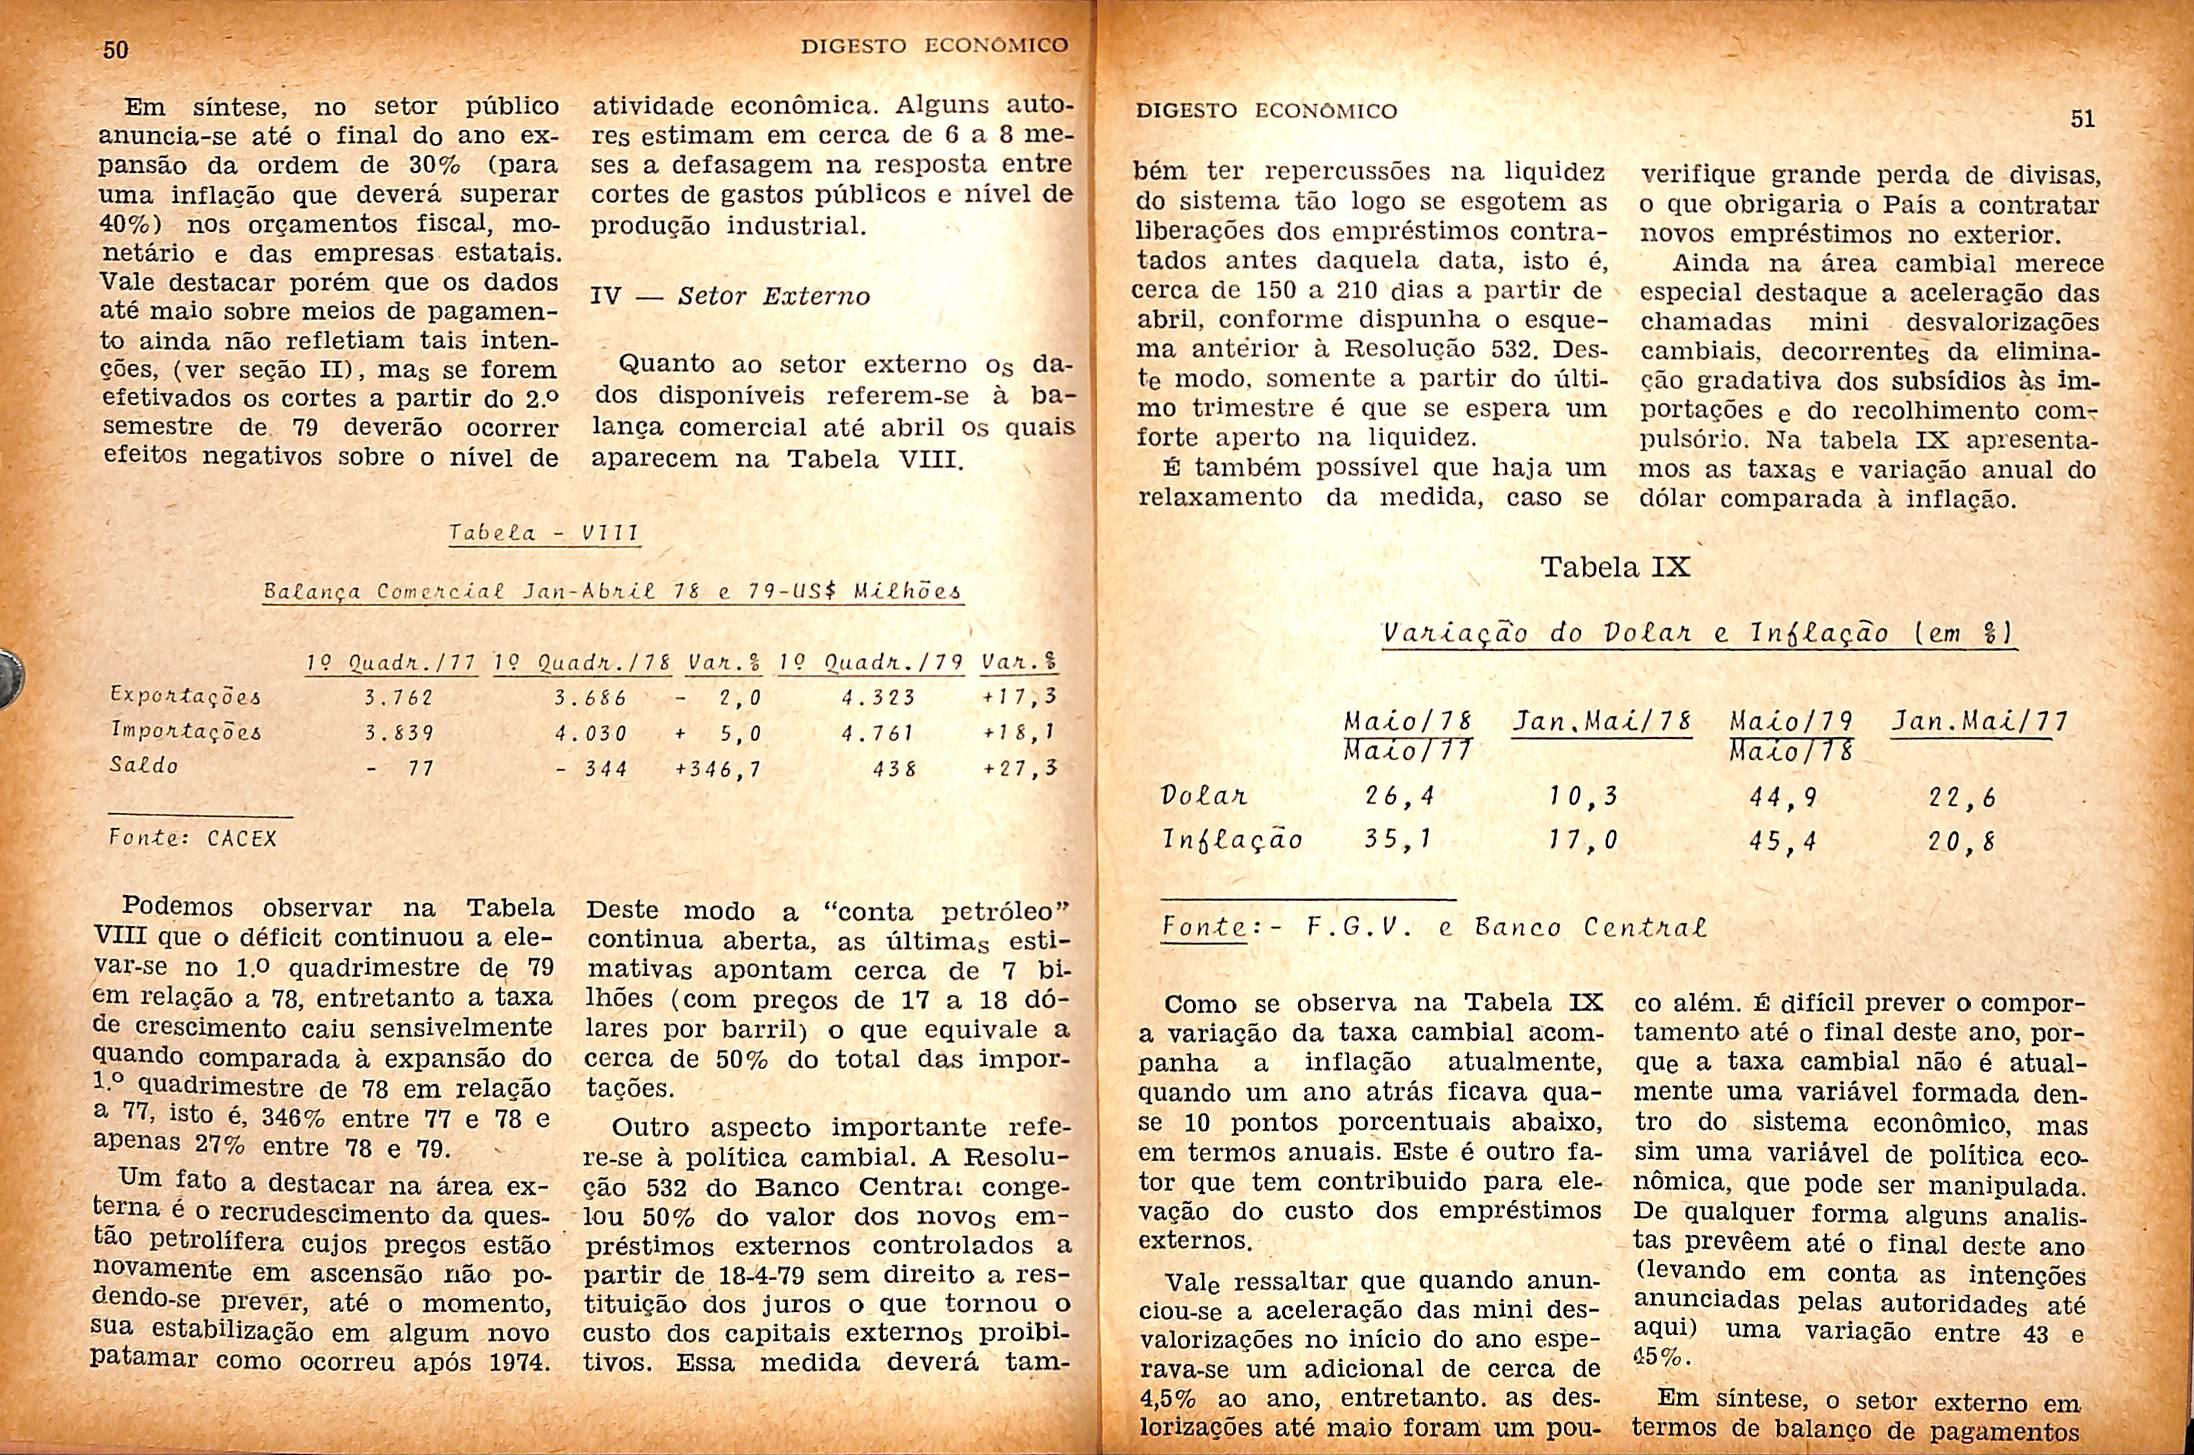 50
DIGESTO ECONÔMICO
Em síntese, no setor público
anuncia-se até o final do ano ex-
pansão da ordem de 30% (para
uma inflação que deverá superar
40%) nos orçamentos fiscal, mo-
netário e das empresas estatais.
Vale destacar porém que os dados
até maio sobre meios de pagamen-
to ainda não refletiam tais inten-
ções, (ver seção II), mas se forem
efetivados os cortes a partir do 2.º
semestre de 79 deverão ocorrer
efeitos negativos sobre o nível de
atividade econômica. Alguns auto-
res estimam em cerca de 6 a 8 me-
ses a defasagem na resposta entre
cortes de gastos públicos e nível de
produção industrial.
IV — Setor Externo
Quanto ao setor externo os da-
dos disponíveis referem-se à ba-
lança comercial até abril os quais
aparecem na Tabela VIII.
Tabela - VIII
Balança Comercial Jan-Abril 78 e 79-US$ Milhões
1º Quadr./77 1º Quadr./78 Var.% 1º Quadr./79 Var.%
Exportações 3.762 3.686 - 2,0 4.323 +17,3
Importações 3.839 4.030 + 5,0 4.761 +18,1
Saldo - 77 - 344 +346,7 438 +27,3
Fonte: CACEX
Podemos observar na Tabela
VIII que o déficit continuou a ele-
var-se no 1.º quadrimestre de 79
em relação a 78, entretanto a taxa
de crescimento caiu sensivelmente
quando comparada à expansão do
1.º quadrimestre de 78 em relação
a 77, isto é, 346% entre 77 e 78 e
apenas 27% entre 78 e 79.
Um fato a destacar na área ex-
terna é o recrudescimento da ques-
tão petrolífera cujos preços estão
novamente em ascensão não po-
dendo-se prever, até o momento,
sua estabilização em algum novo
patamar como ocorreu após 1974.
Deste modo a “conta petróleo”
continua aberta, as últimas esti-
mativas apontam cerca de 7 bi-
lhões (com preços de 17 a 18 dó-
lares por barril) o que equivale a
cerca de 50% do total das impor-
tações.
Outro aspecto importante refe-
re-se à política cambial. A Resolu-
ção 532 do Banco Central conge-
lou 50% do valor dos novos em-
préstimos externos controlados a
partir de 18-4-79 sem direito a res-
tituição dos juros o que tornou o
custo dos capitais externos proibi-
tivos. Essa medida deverá tam-
DIGESTO ECONÔMICO
51
bém ter repercussões na liquidez
do sistema tão logo se esgotem as
liberações dos empréstimos contra-
tados antes daquela data, isto é,
cerca de 150 a 210 dias a partir de
abril, conforme dispunha o esque-
ma anterior à Resolução 532. Des-
te modo, somente a partir do últi-
mo trimestre é que se espera um
forte aperto na liquidez.
É também possível que haja um
relaxamento da medida, caso se
verifique grande perda de divisas,
o que obrigaria o País a contratar
novos empréstimos no exterior.
Ainda na área cambial merece
especial destaque a aceleração das
chamadas mini desvalorizações
cambiais, decorrentes da elimina-
ção gradativa dos subsídios às im-
portações e do recolhimento com-
pulsório. Na tabela IX apresenta-
mos as taxas e variação anual do
dólar comparada à inflação.
Tabela IX
Variação do Dolar e Inflação (em %)
Maio/78 Jan.Mai/78 Maio/79 Jan.Mai/77
Maio/77 Maio/78
Dolar 26,4 10,3 44,9 22,6
Inflação 35,1 17,0 45,4 20,8
Fonte:- F.G.V. e Banco Central
Como se observa na Tabela IX
a variação da taxa cambial acom-
panha a inflação atualmente,
quando um ano atrás ficava qua-
se 10 pontos porcentuais abaixo,
em termos anuais. Este é outro fa-
tor que tem contribuido para ele-
vação do custo dos empréstimos
externos.
Vale ressaltar que quando anun-
ciou-se a aceleração das mini des-
valorizações no início do ano espe-
rava-se um adicional de cerca de
4,5% ao ano, entretanto. as des-
lorizações até maio foram um pou-
co além. É difícil prever o compor-
tamento até o final deste ano, por-
que a taxa cambial não é atual-
mente uma variável formada den-
tro do sistema econômico, mas
sim uma variável de política eco-
nômica, que pode ser manipulada.
De qualquer forma alguns analis-
tas prevêem até o final deste ano
(levando em conta as intenções
anunciadas pelas autoridades até
aqui) uma variação entre 43 e
45%.
Em síntese, o setor externo em
termos de balanço de pagamentos